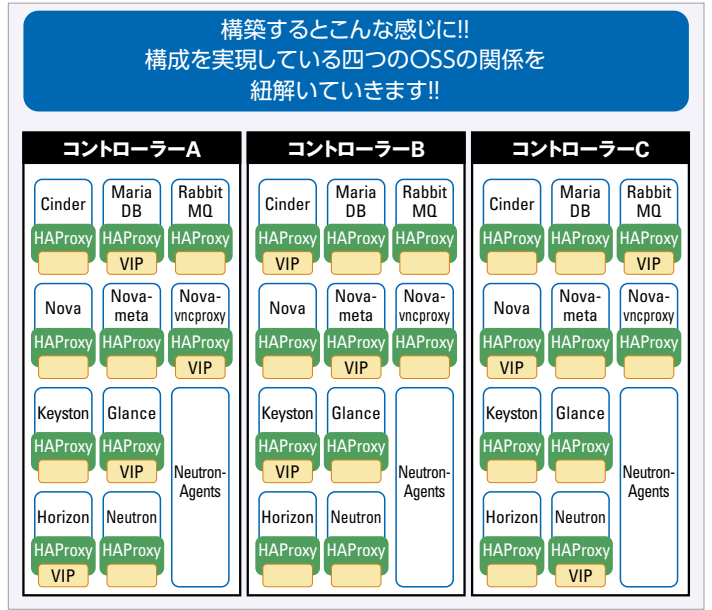 構築するとこんな感じに!!
構成を実現している四つのOSSの関係を
紐解いていきます!!
コントローラーA
Cinder
Maria
DB
Rabbit
MQ
HAProxy
HAProxy
HAProxy
VIP
Nova
Nova-
meta
Nova-
vncproxy
HAProxy
HAProxy
HAProxy
VIP
Keyston
Glance
HAProxy
HAProxy
VIP
Neutron-
Agents
Horizon
Neutron
HAProxy
HAProxy
VIP
コントローラーB
Cinder
Maria
DB
Rabbit
MQ
HAProxy
HAProxy
HAProxy
VIP
Nova
Nova-
meta
Nova-
vncproxy
HAProxy
HAProxy
HAProxy
VIP
Keyston
Glance
HAProxy
HAProxy
VIP
Neutron-
Agents
Horizon
Neutron
HAProxy
HAProxy
コントローラーC
Cinder
Maria
DB
Rabbit
MQ
HAProxy
HAProxy
HAProxy
VIP
Nova
Nova-
meta
Nova-
vncproxy
HAProxy
HAProxy
HAProxy
VIP
Keyston
Glance
HAProxy
HAProxy
Neutron-
Agents
Horizon
Neutron
HAProxy
HAProxy
VIP